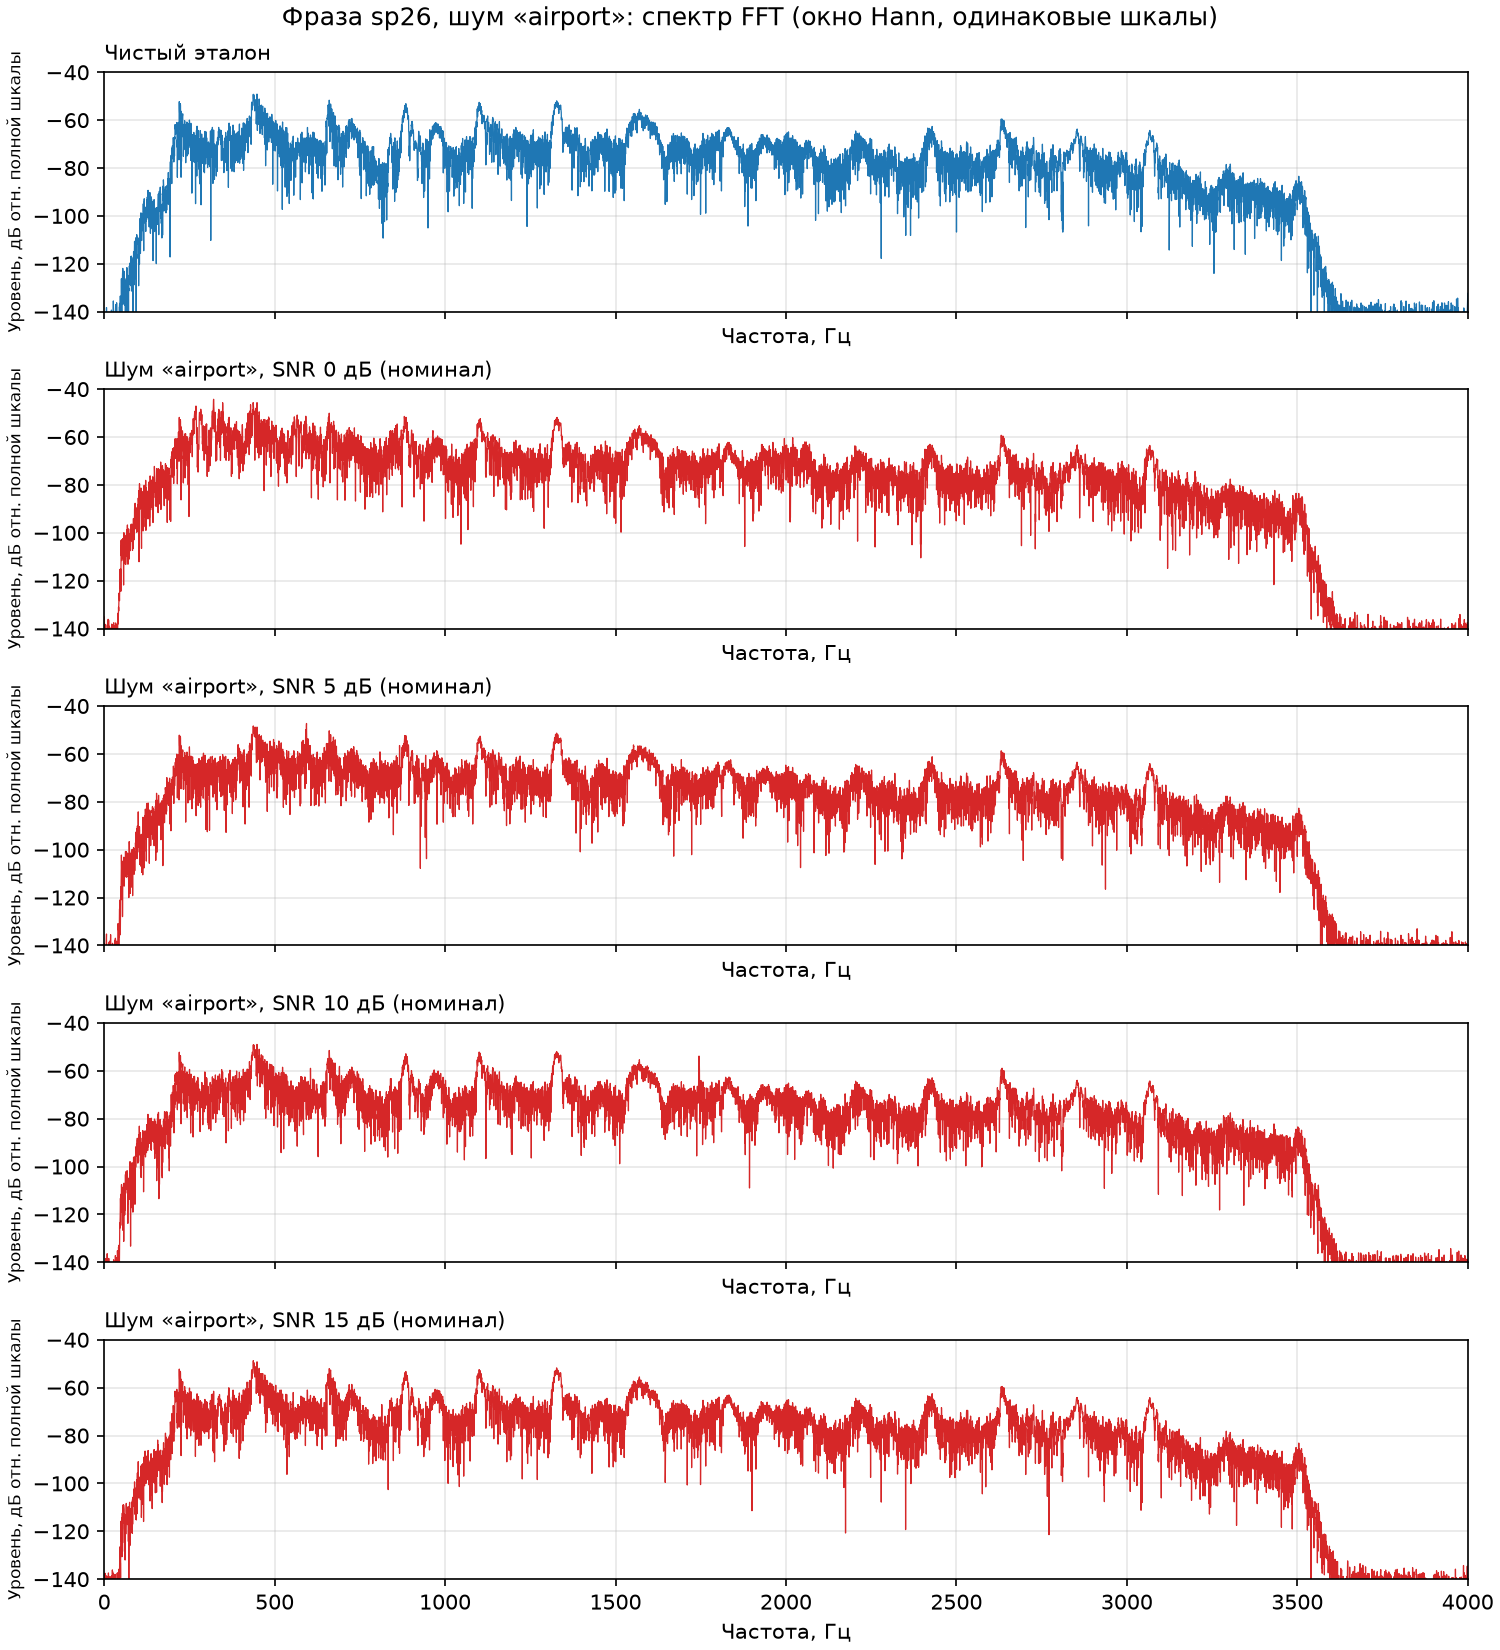 Фраза sp26, шум «airport»: спектр FFT (окно Hann, одинаковые шкалы)
Чистый эталон
Уровень, дБ отн. полной шкалы
−40
−60
−80
−100
−120
−140
Частота, Гц
Шум «airport», SNR 0 дБ (номинал)
Уровень, дБ отн. полной шкалы
−40
−60
−80
−100
−120
−140
Частота, Гц
Шум «airport», SNR 5 дБ (номинал)
Уровень, дБ отн. полной шкалы
−40
−60
−80
−100
−120
−140
Частота, Гц
Шум «airport», SNR 10 дБ (номинал)
Уровень, дБ отн. полной шкалы
−40
−60
−80
−100
−120
−140
Частота, Гц
Шум «airport», SNR 15 дБ (номинал)
Уровень, дБ отн. полной шкалы
−40
−60
−80
−100
−120
−140
0 500 1000 1500 2000 2500 3000 3500 4000
Частота, Гц